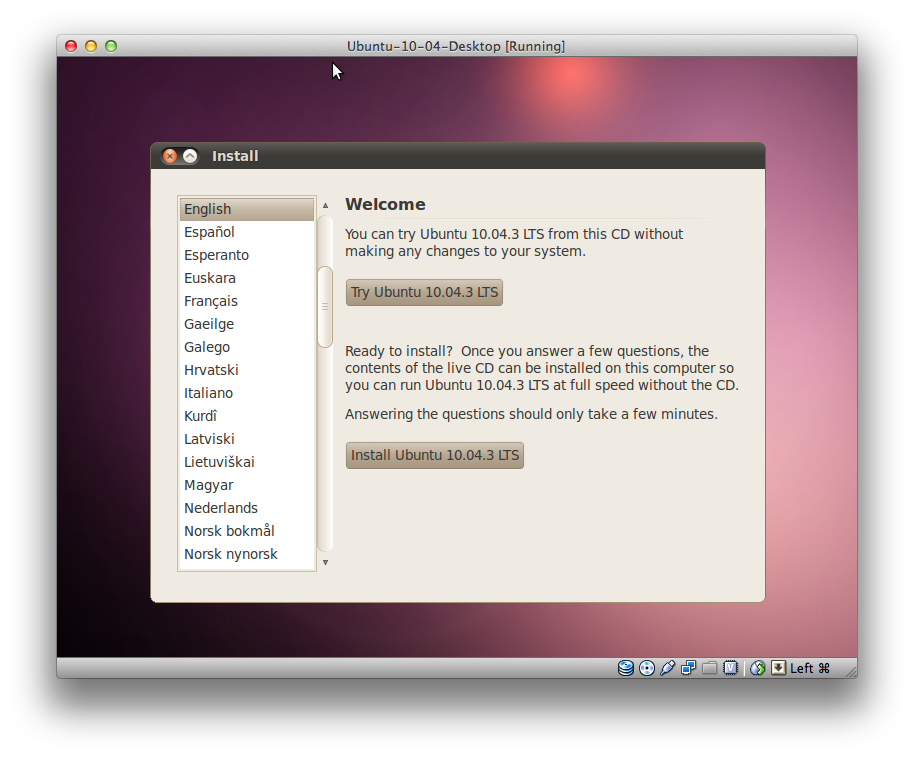 Ubuntu-10-04-Desktop [Running]
Install
English
Español
Esperanto
Euskara
Français
Gaeilge
Galego
Hrvatski
Italiano
Kurdî
Latviski
Lietuviškai
Magyar
Nederlands
Norsk bokmål
Norsk nynorsk
Welcome
You can try Ubuntu 10.04.3 LTS from this CD without
making any changes to your system.
Try Ubuntu 10.04.3 LTS
Ready to install?  Once you answer a few questions, the
contents of the live CD can be installed on this computer so
you can run Ubuntu 10.04.3 LTS at full speed without the CD.
Answering the questions should only take a few minutes.
Install Ubuntu 10.04.3 LTS
Left ⌘